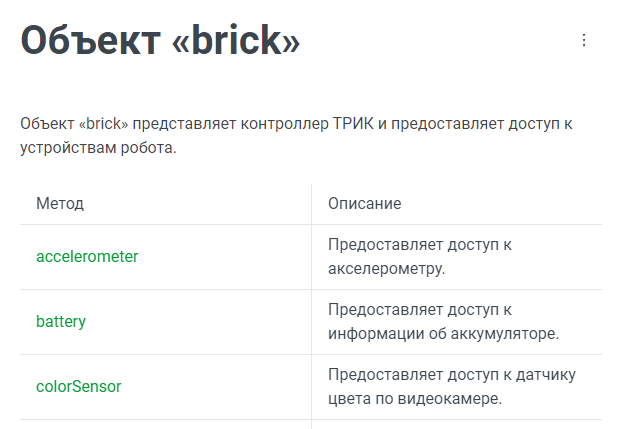 Объект «brick»
Объект «brick» представляет контроллер ТРИК и предоставляет доступ к
устройствам робота.
Метод
Описание
accelerometer
Предоставляет доступ к
акселерометру.
battery
Предоставляет доступ к
информации об аккумуляторе.
colorSensor
Предоставляет доступ к датчику
цвета по видеокамере.